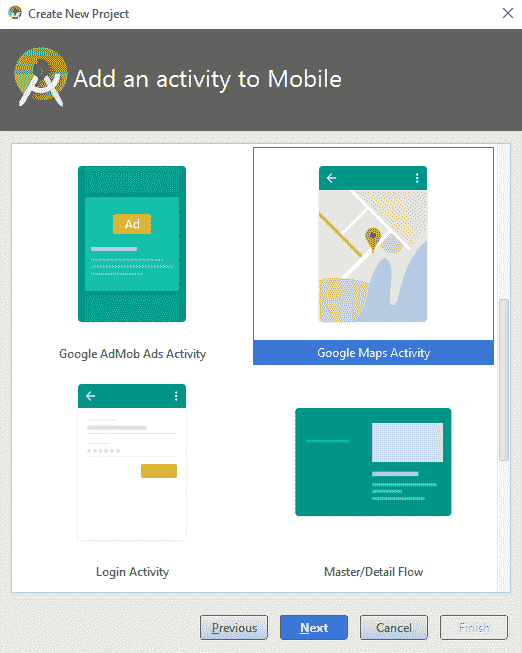 Create New Project
Add an activity to Mobile
Ad
Google AdMob Ads Activity
Google Maps Activity
Login Activity
Master/Detail Flow
Previous
Next
Cancel
Finish